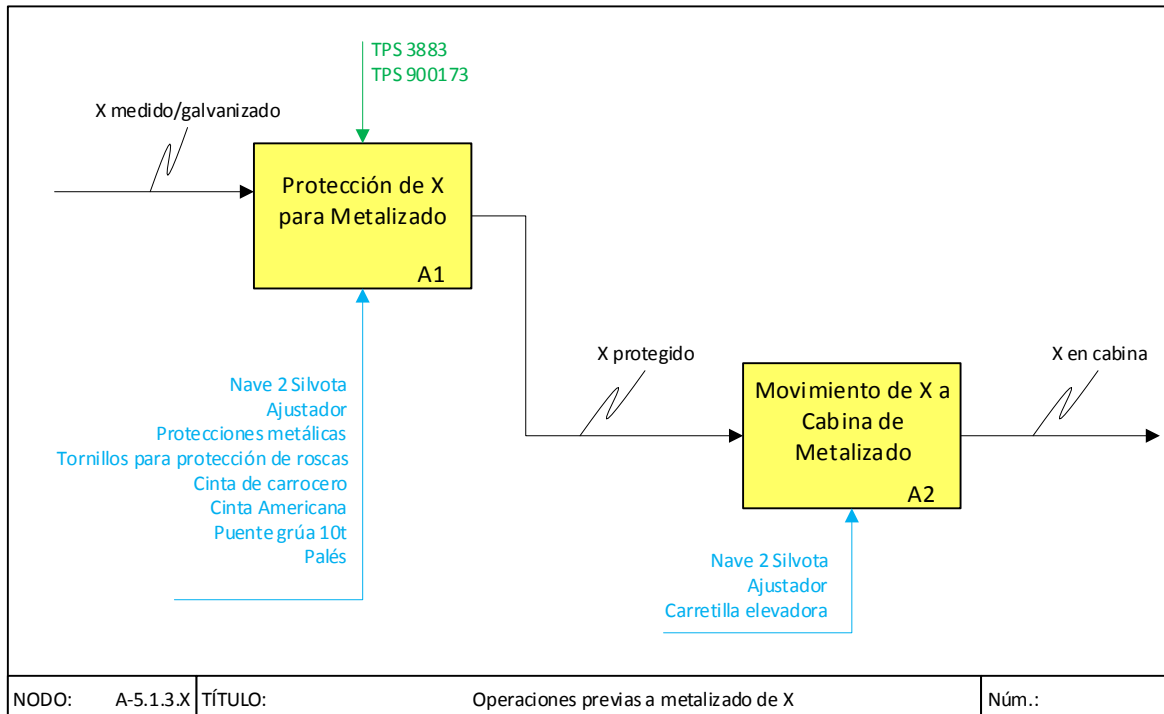 TPS 3883
TPS 900173
X medido/galvanizado
Protección de X
para Metalizado
A1
Nave 2 Silvota
Ajustador
Protecciones metálicas
Tornillos para protección de roscas
Cinta de carrocero
Cinta Americana
Puente grúa 10t
Palés
X protegido
X en cabina
Movimiento de X a
Cabina de
Metalizado
A2
Nave 2 Silvota
Ajustador
Carretilla elevadora
NODO: A-5.1.3.X TÍTULO: Operaciones previas a metalizado de X Núm.: